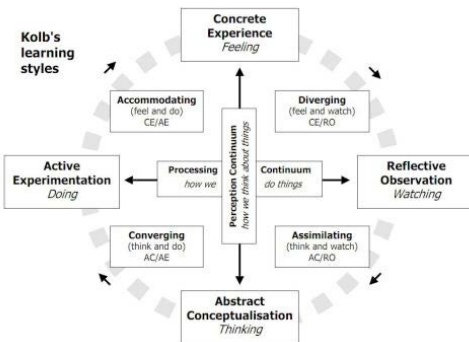 Kolb's
learning
styles
Concrete
Experience
Feeling
Accommodating
(feel and do)
CE/AE
Diverging
(feel and watch)
CE/RO
Active
Experimentation
Doing
Processing
how we
Perception Continuum
how we think about things
Continuum
do things
Reflective
Observation
Watching
Converging
(think and do)
AC/AE
Assimilating
(think and watch)
AC/RO
Abstract
Conceptualisation
Thinking